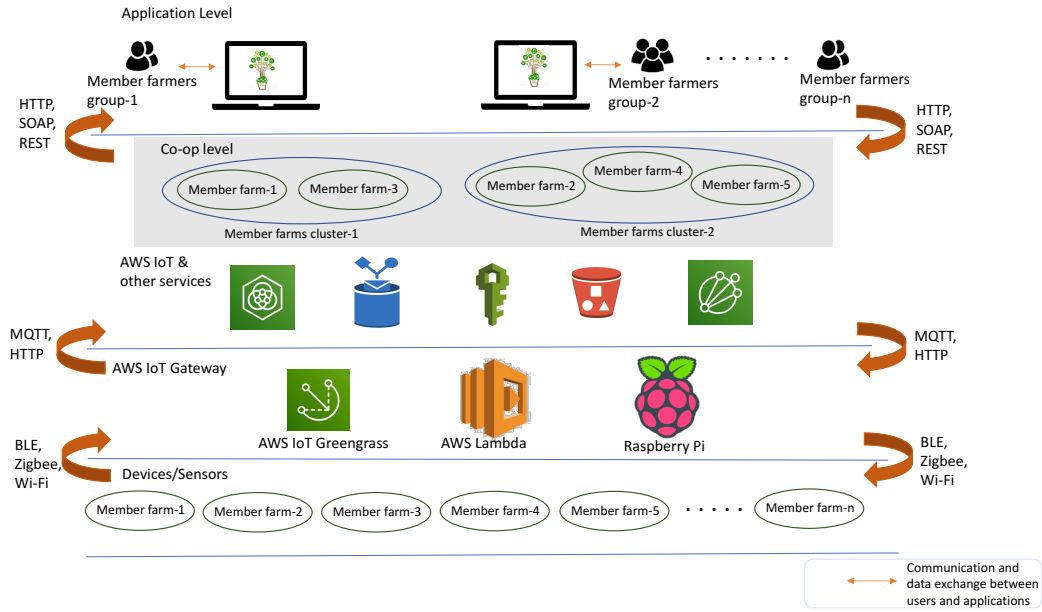 Application Level
Member farmers
group-1
Member farmers
group-2
. . . . . . .
Member farmers
group-n
HTTP,
SOAP,
REST
HTTP,
SOAP,
REST
Co-op level
Member farm-1
Member farm-3
Member farm-2
Member farm-4
Member farm-5
Member farms cluster-1
Member farms cluster-2
AWS IoT &
other services
MQTT,
HTTP
MQTT,
HTTP
AWS IoT Gateway
AWS IoT Greengrass
AWS Lambda
Raspberry Pi
BLE,
Zigbee,
Wi-Fi
BLE,
Zigbee,
Wi-Fi
Devices/Sensors
Member farm-1
Member farm-2
Member farm-3
Member farm-4
Member farm-5
. . . . .
Member farm-n
Communication and
data exchange between
users and applications